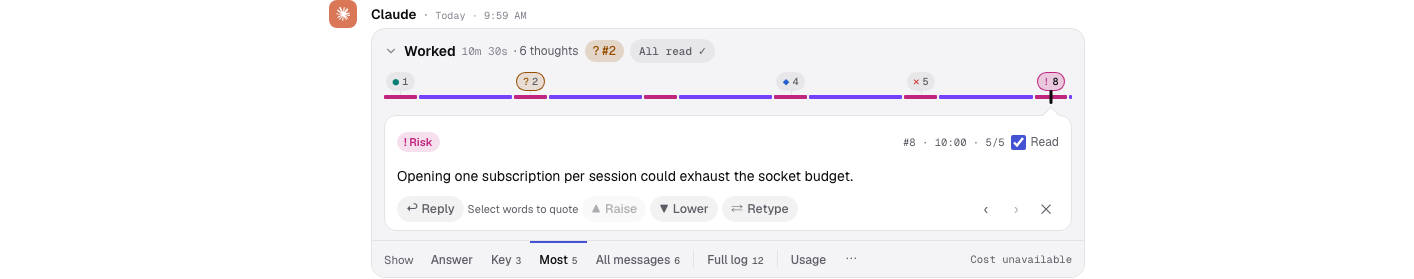 Claude · Today · 9:59 AM
Worked 10m 30s · 6 thoughts ? #2 All read ✓
● 1 ? 2 ◆ 4 × 5 ! 8
! Risk #8 · 10:00 · 5/5 Read
Opening one subscription per session could exhaust the socket budget.
↩ Reply Select words to quote ▲ Raise ▼ Lower ⇄ Retype ‹ › ×
Show Answer Key 3 Most 5 All messages 6 Full log 12 Usage ··· Cost unavailable